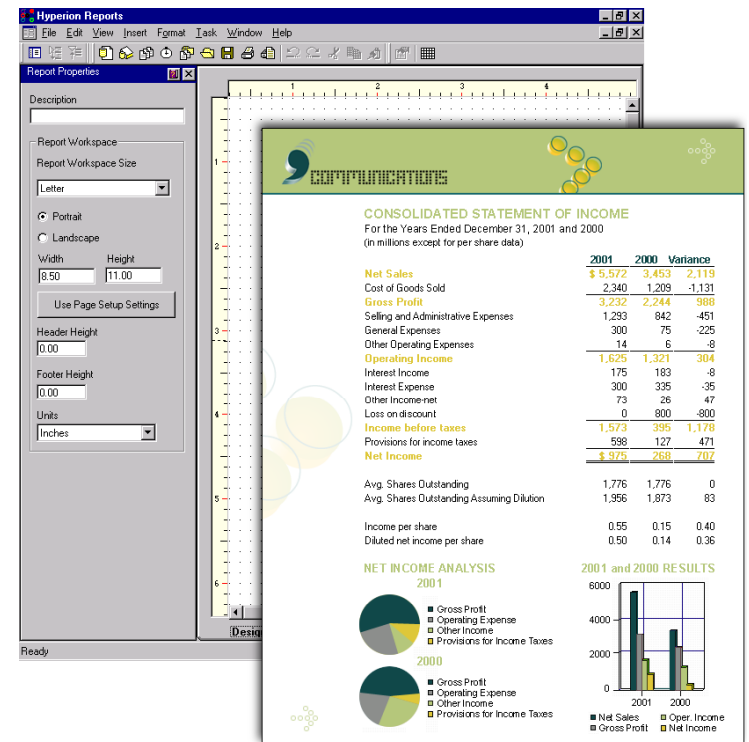 Hyperion Reports
File Edit View Insert Format Task Window Help
Report Properties
Description
Report Workspace
Report Workspace Size
Letter
Portrait
Landscape
Width Height
8.50 11.00
Use Page Setup Settings
Header Height
0.00
Footer Height
0.00
Units
Inches
Ready
1 2 3 4
1
2
3
4
5
6
Desig
COMMUNICATIONS
CONSOLIDATED STATEMENT OF INCOME
For the Years Ended December 31, 2001 and 2000
(in millions except for per share data)
2001 2000 Variance
Net Sales $ 5,572 3,453 2,119
Cost of Goods Sold 2,340 1,209 -1,131
Gross Profit 3,232 2,244 988
Selling and Administrative Expenses 1,293 842 -451
General Expenses 300 75 -225
Other Operating Expenses 14 6 -8
Operating Income 1,625 1,321 304
Interest Income 175 183 -8
Interest Expense 300 335 -35
Other Income-net 73 26 47
Loss on discount 0 800 -800
Income before taxes 1,573 395 1,178
Provisions for income taxes 598 127 471
Net Income $ 975 268 707
Avg. Shares Outstanding 1,776 1,776 0
Avg. Shares Outstanding Assuming Dilution 1,956 1,873 83
Income per share 0.55 0.15 0.40
Diluted net income per share 0.50 0.14 0.36
NET INCOME ANALYSIS
2001
Gross Profit
Operating Expense
Other Income
Provisions for Income Taxes
2000
Gross Profit
Operating Expense
Other Income
Provisions for Income Taxes
2001 and 2000 RESULTS
6000
4000
2000
0
2001 2000
Net Sales Oper. Income
Gross Profit Net Income